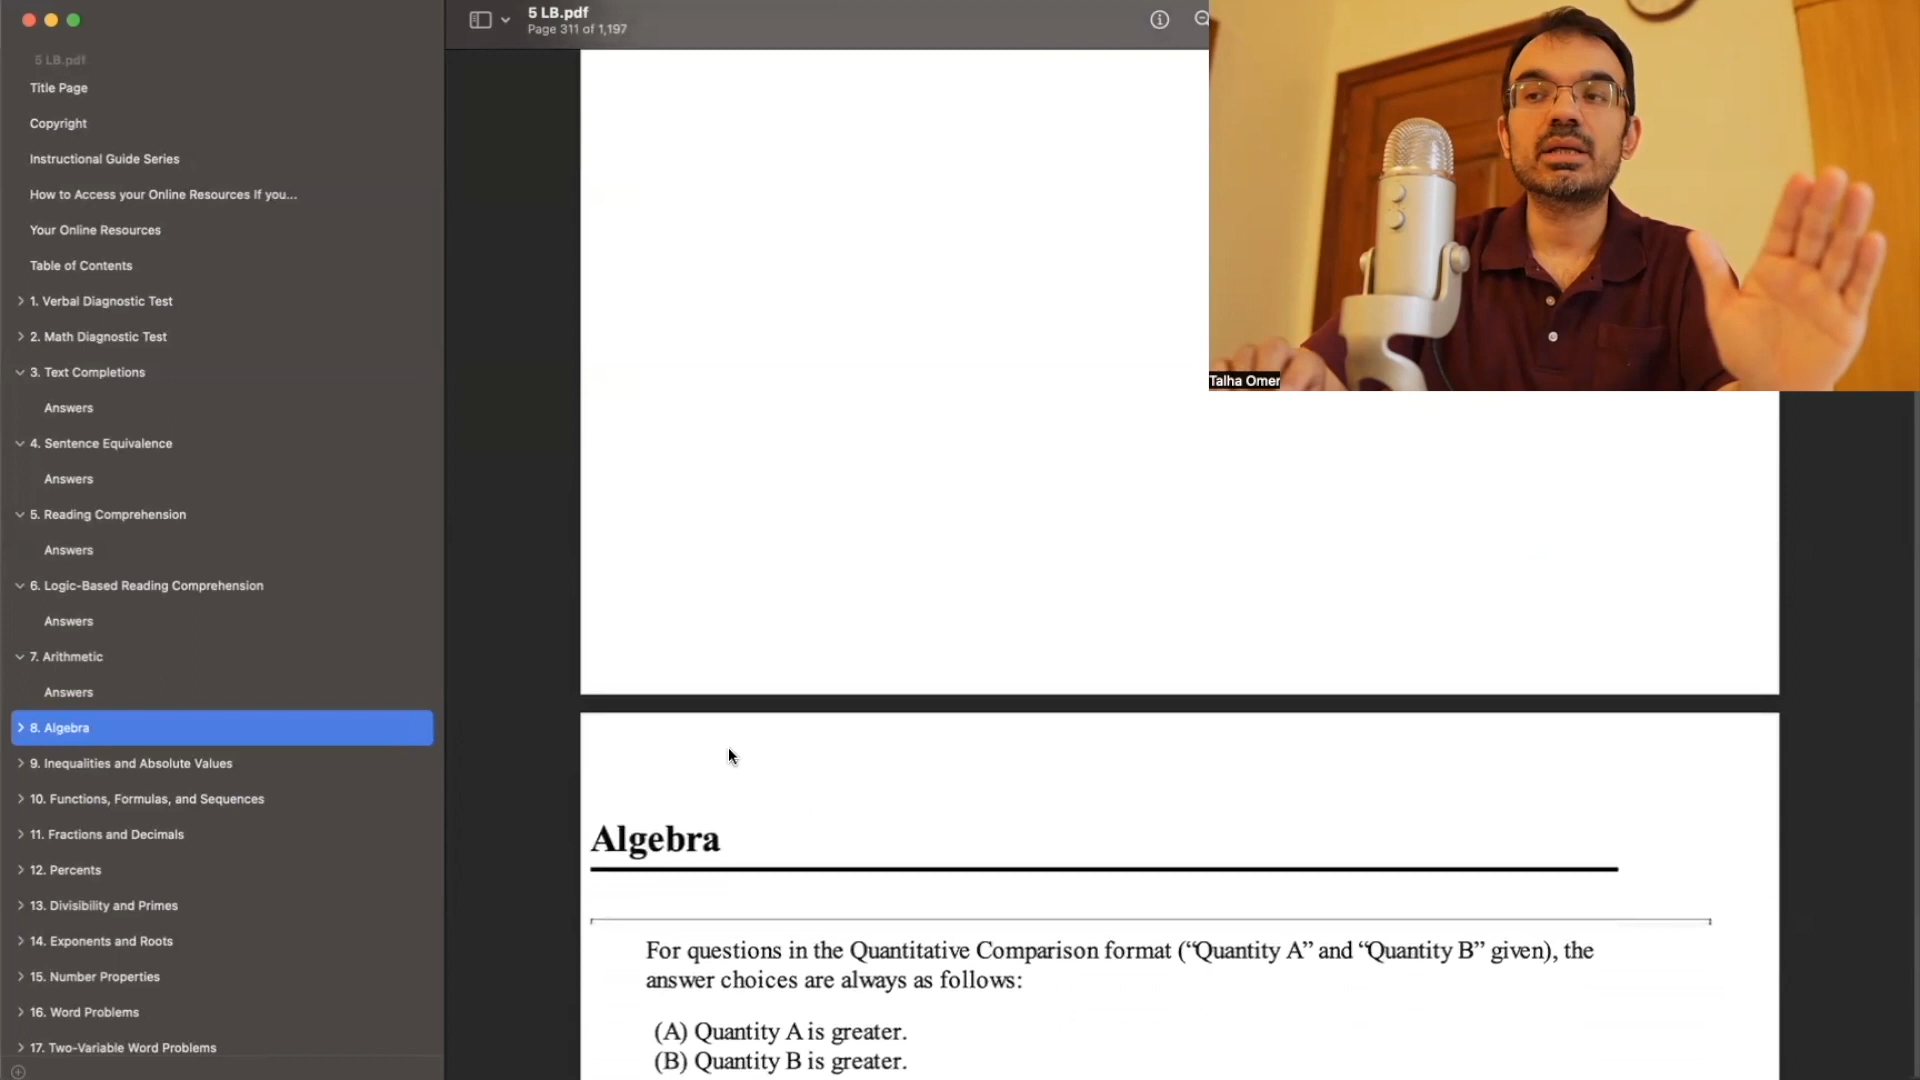 5 LB.pdf
Title Page
Copyright
Instructional Guide Series
How to Access your Online Resources If you...
Your Online Resources
Table of Contents
1. Verbal Diagnostic Test
2. Math Diagnostic Test
3. Text Completions
Answers
4. Sentence Equivalence
Answers
5. Reading Comprehension
Answers
6. Logic-Based Reading Comprehension
Answers
7. Arithmetic
Answers
8. Algebra
9. Inequalities and Absolute Values
10. Functions, Formulas, and Sequences
11. Fractions and Decimals
12. Percents
13. Divisibility and Primes
14. Exponents and Roots
15. Number Properties
16. Word Problems
17. Two-Variable Word Problems
5 LB.pdf
Page 311 of 1,197
Talha Omer
Algebra
For questions in the Quantitative Comparison format (“Quantity A” and “Quantity B” given), the
answer choices are always as follows:
(A) Quantity A is greater.
(B) Quantity B is greater.